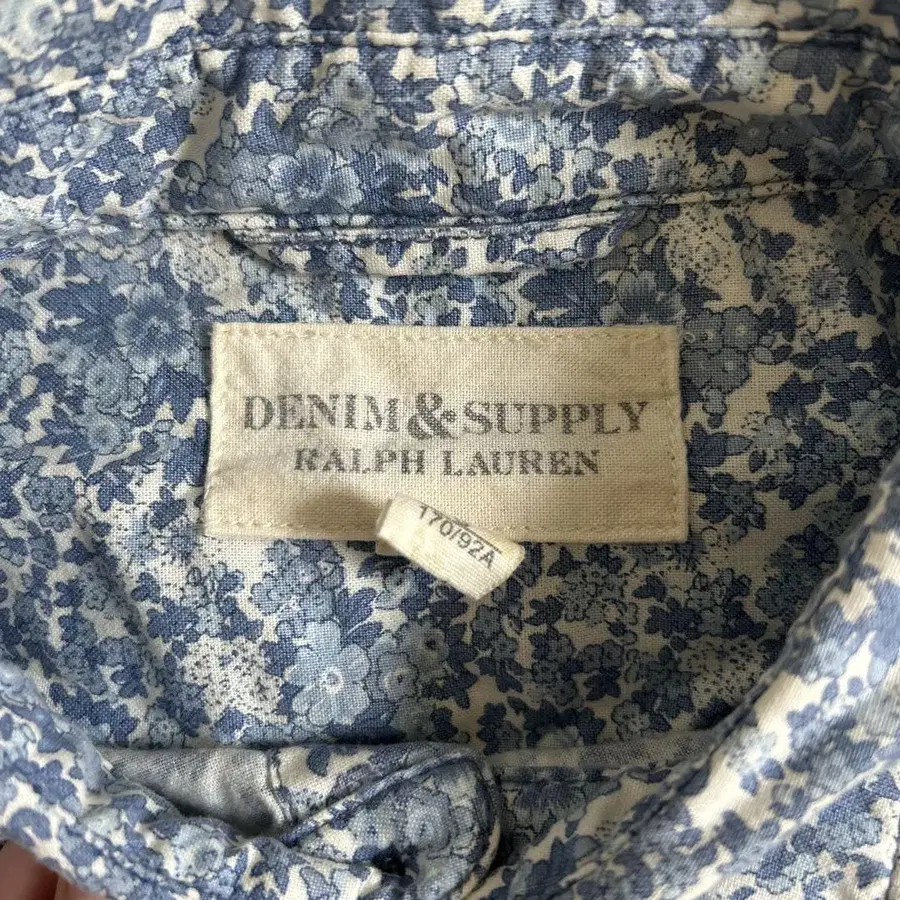 DENIM & SUPPLY
RALPH LAUREN
170/92A